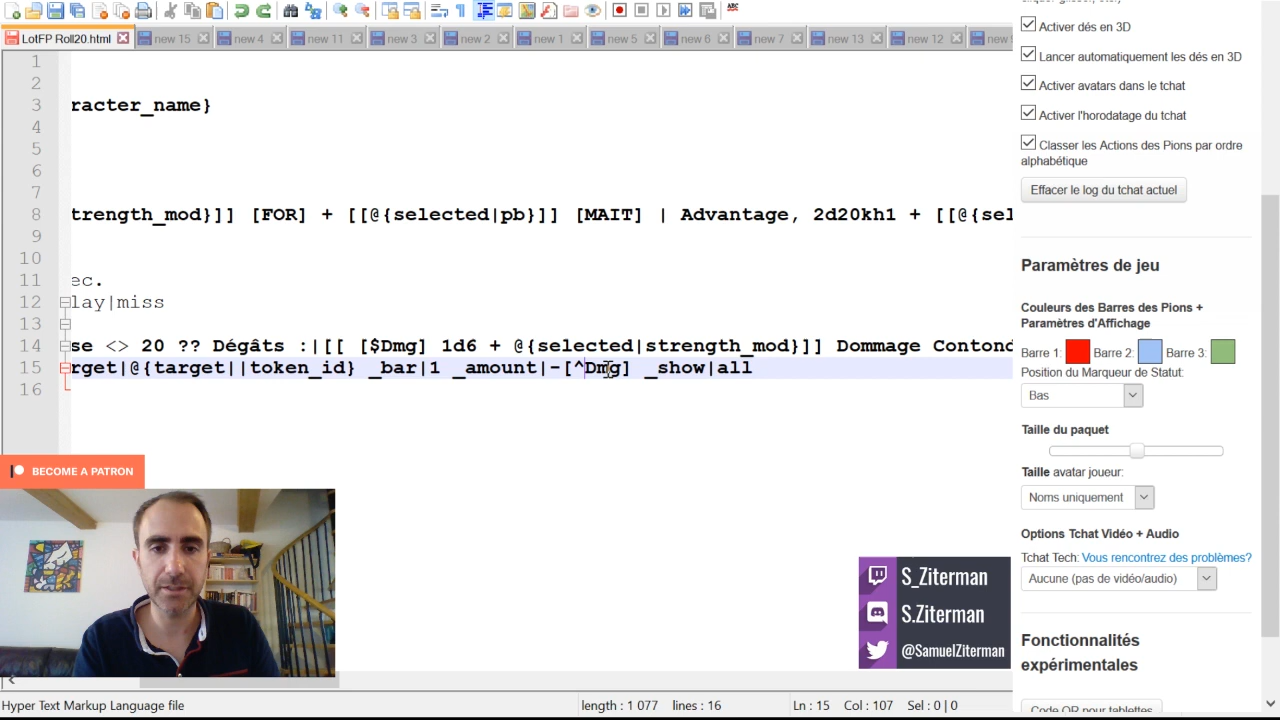 LotFP Roll20.html new 15 new 4 new 11 new 3 new 2 new 1 new 5 new 6 new 7 new 13 new 12 new
1
2
3 racter_name}
4
5
6
7
8 trength_mod}]] [FOR] + [[@{selected|pb}]] [MAIT] | Advantage, 2d20kh1 + [[@{sel
9
10
11 ec.
12 lay|miss
13
14 se <> 20 ?? Dégâts :|[[ [$Dmg] 1d6 + @{selected|strength_mod}]] Dommage Contond
15 rget|@{target||token_id} _bar|1 _amount|-[^Dmg] _show|all
16
BECOME A PATRON
S_Ziterman
S.Ziterman
@SamuelZiterman
Hyper Text Markup Language file length : 1 077 lines : 16 Ln : 15 Col : 107 Sel : 0 | 0
Activer dés en 3D
Lancer automatiquement les dés en 3D
Activer avatars dans le tchat
Activer l'horodatage du tchat
Classer les Actions des Pions par ordre
alphabétique
Effacer le log du tchat actuel
Paramètres de jeu
Couleurs des Barres des Pions +
Paramètres d'Affichage
Barre 1: Barre 2: Barre 3:
Position du Marqueur de Statut:
Bas
Taille du paquet
Taille avatar joueur:
Noms uniquement
Options Tchat Vidéo + Audio
Tchat Tech: Vous rencontrez des problèmes?
Aucune (pas de vidéo/audio)
Fonctionnalités
expérimentales
Code QR pour tablettes